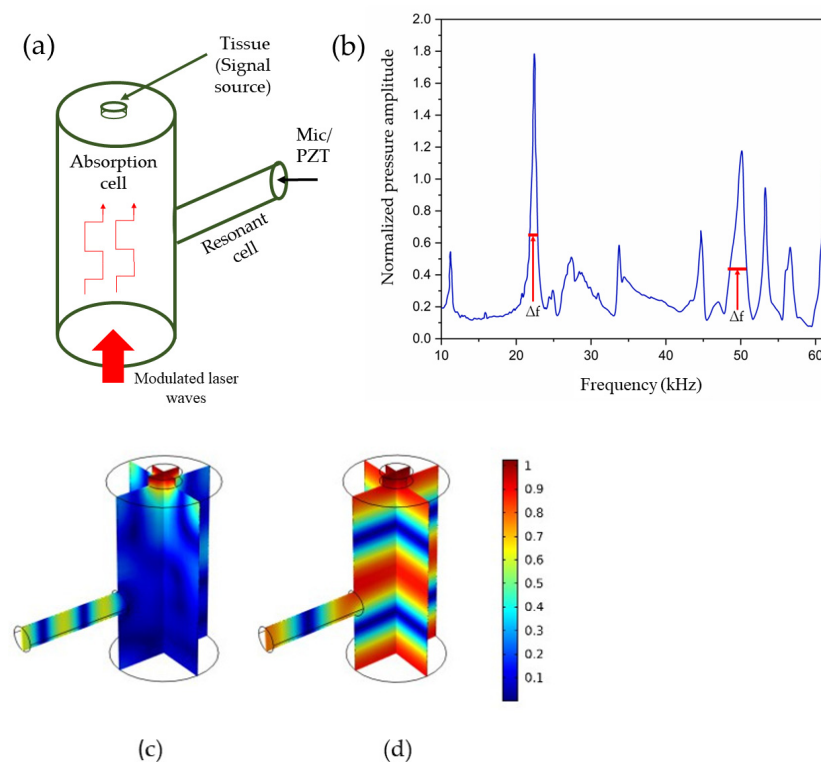 (a)
Tissue
(Signal
source)
Mic/
PZT
Absorption
cell
Resonant
cell
Modulated laser
waves
(b)
Normalized pressure amplitude
2.0
1.8
1.6
1.4
1.2
1.0
0.8
0.6
0.4
0.2
0.0
Δf
Δf
10
20
30
40
50
60
Frequency (kHz)
1
0.9
0.8
0.7
0.6
0.5
0.4
0.3
0.2
0.1
(c)
(d)